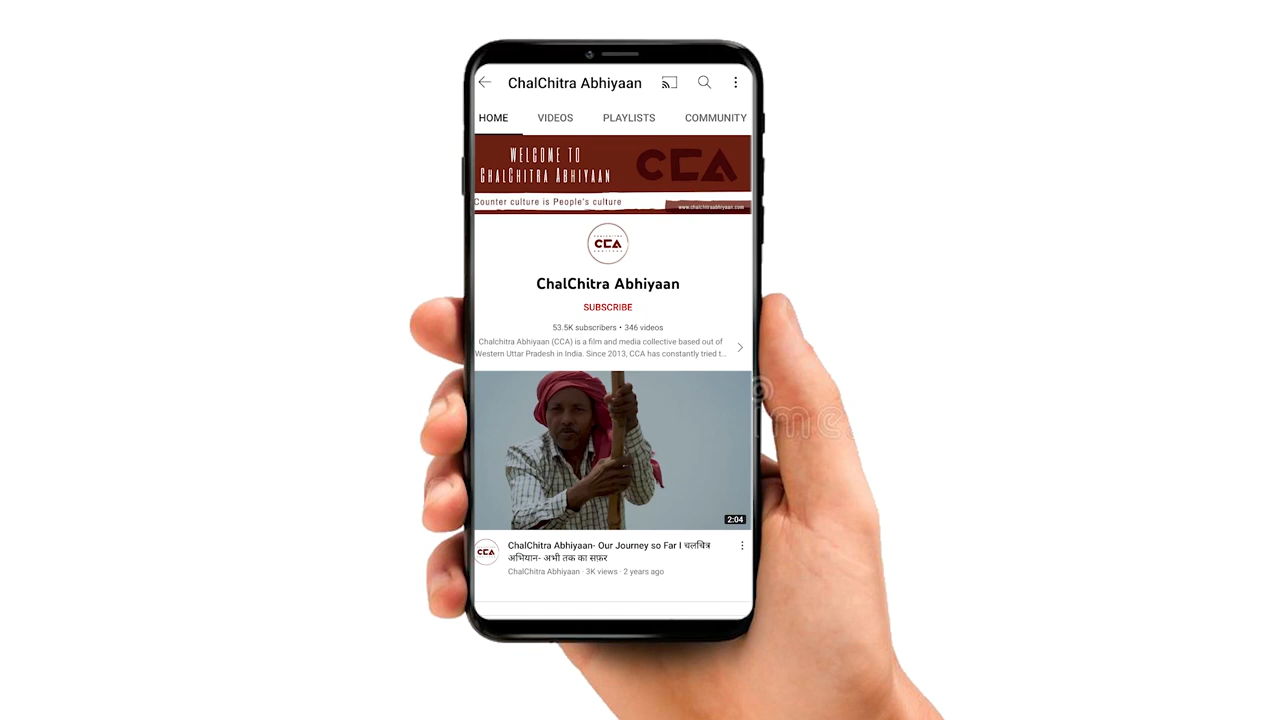 ChalChitra Abhiyaan
HOME VIDEOS PLAYLISTS COMMUNITY
WELCOME TO
CHALCHITRA ABHIYAAN
CCA
Counter culture is People's culture
www.chalchitraabhiyaan.com
CCA
ChalChitra Abhiyaan
SUBSCRIBE
53.5K subscribers • 346 videos
Chalchitra Abhiyaan (CCA) is a film and media collective based out of
Western Uttar Pradesh in India. Since 2013, CCA has constantly tried t...
2:04
CCA
ChalChitra Abhiyaan- Our Journey so Far I चलचित्र
अभियान- अभी तक का सफ़र
ChalChitra Abhiyaan · 3K views · 2 years ago